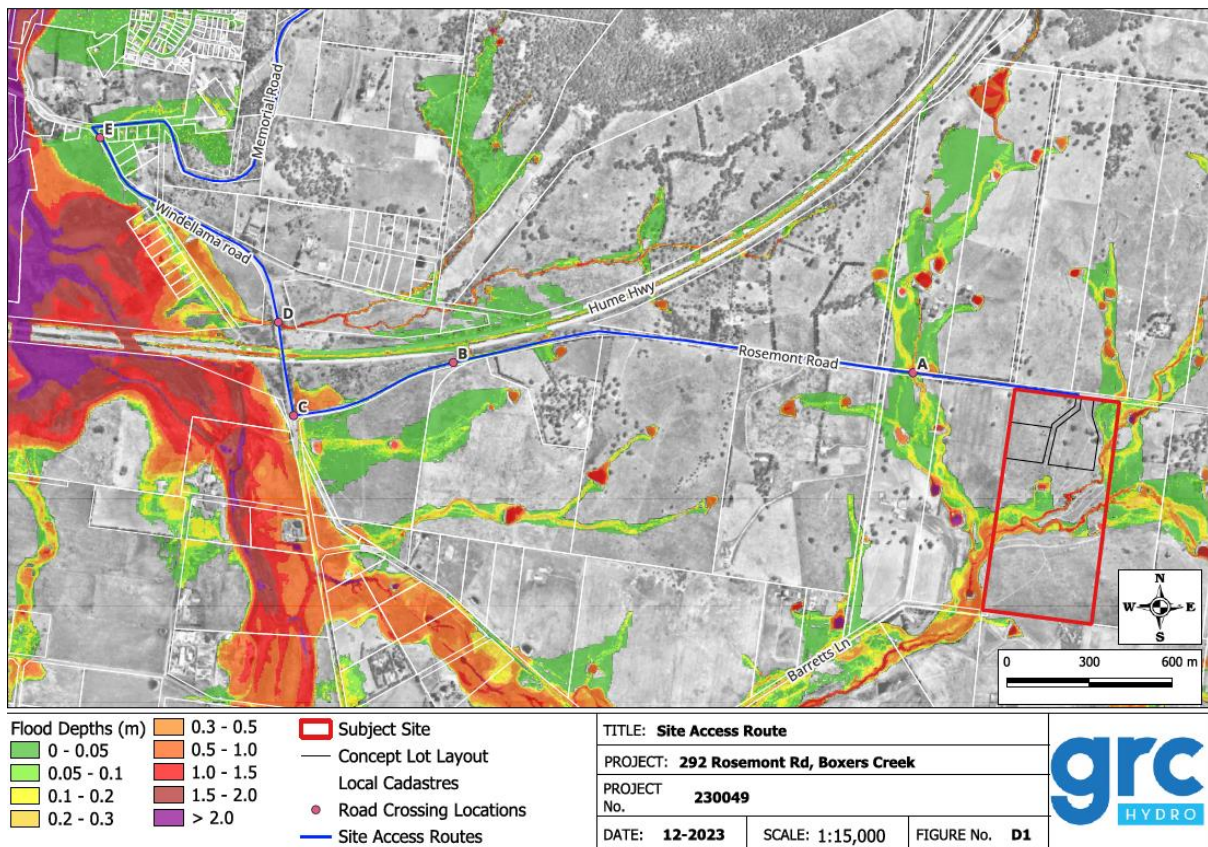 E
Memorial Road
Windellama road
D
Hume Hwy
B
Rosemont Road
A
C
Barretts Ln
N
W E
S
0 300 600 m
Flood Depths (m)
0 - 0.05
0.05 - 0.1
0.1 - 0.2
0.2 - 0.3
0.3 - 0.5
0.5 - 1.0
1.0 - 1.5
1.5 - 2.0
> 2.0
Subject Site
Concept Lot Layout
Local Cadastres
Road Crossing Locations
Site Access Routes
TITLE: Site Access Route
PROJECT: 292 Rosemont Rd, Boxers Creek
PROJECT No. 230049
DATE: 12-2023 SCALE: 1:15,000 FIGURE No. D1
grc
HYDRO